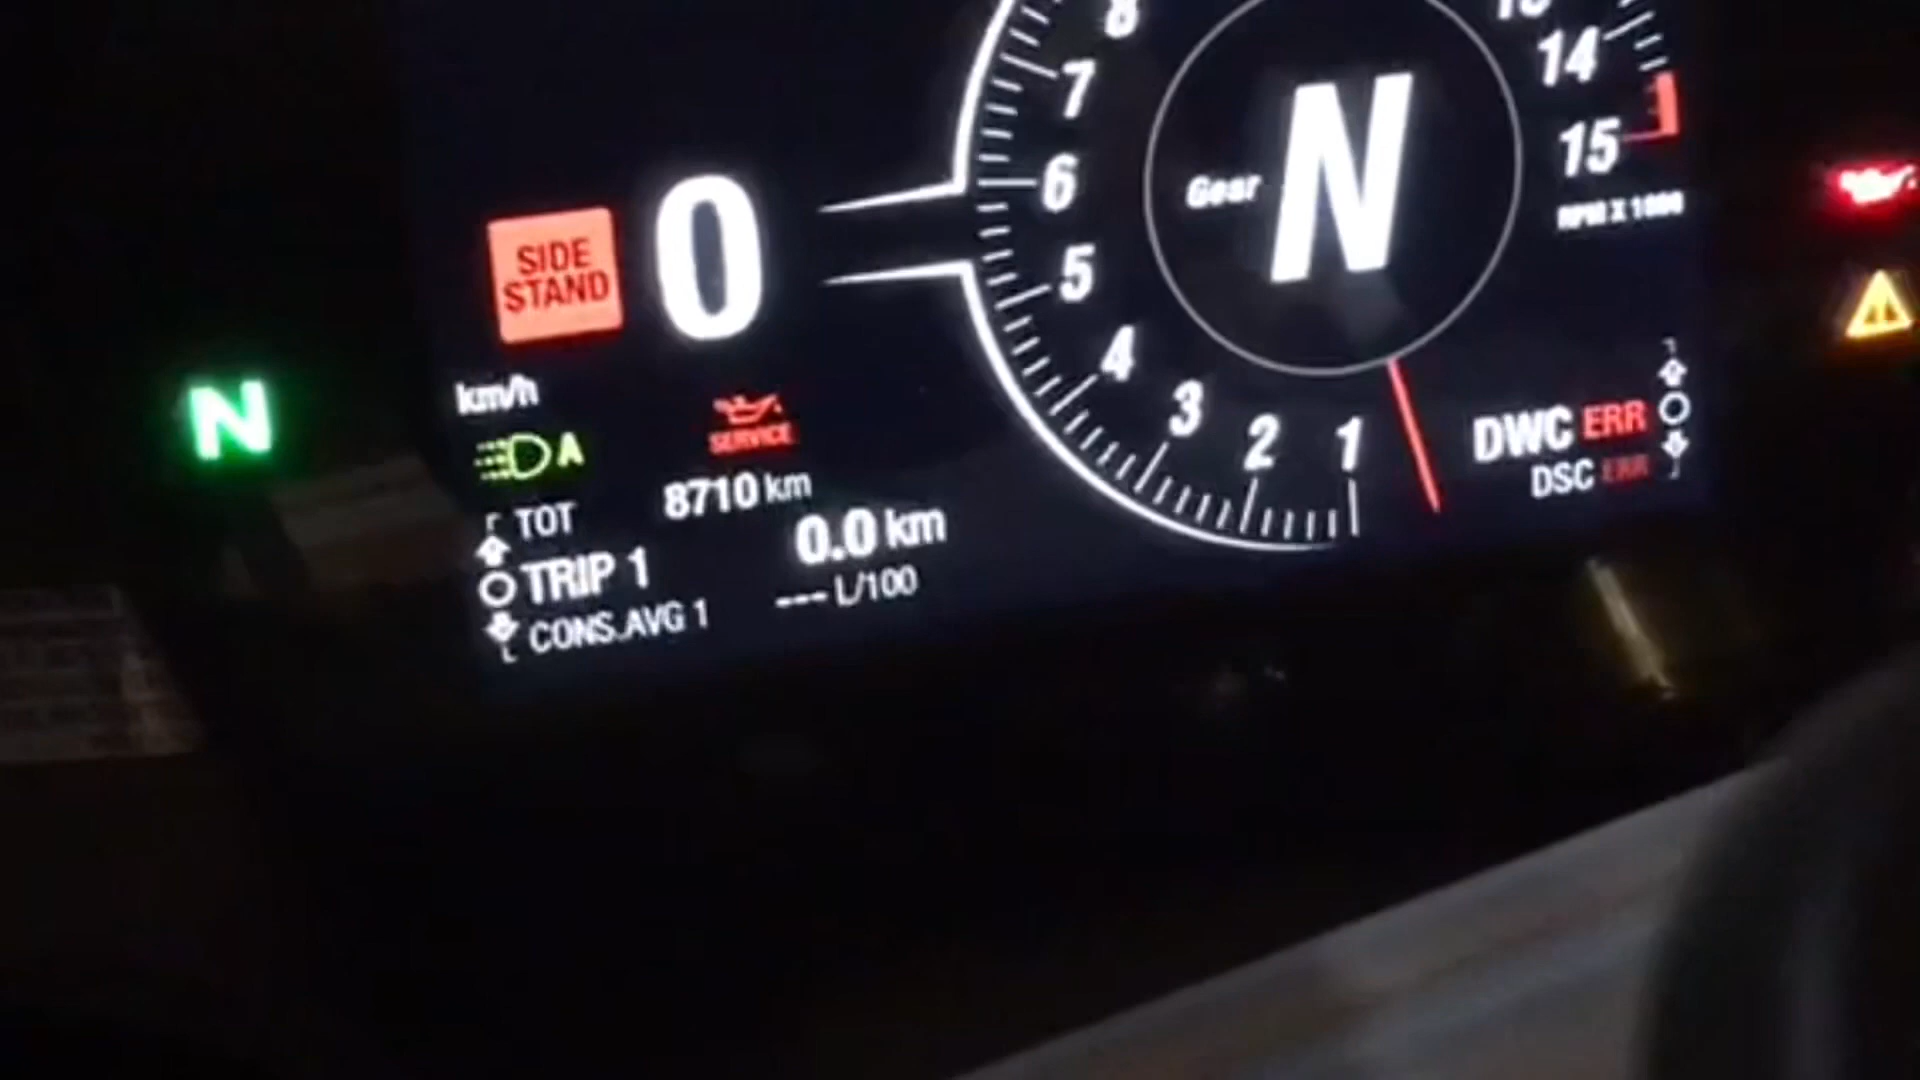 8
7
6
5
4
3
2
1
14
15
RPM X 1000
Gear N
SIDE
STAND
0
km/h
N
A
SERVICE
TOT 8710 km
TRIP 1 0.0 km
CONS.AVG 1 --- L/100
DWC ERR
DSC ERR